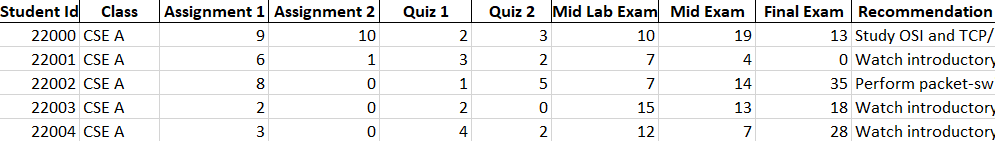 Student Id Class Assignment 1 Assignment 2 Quiz 1 Quiz 2 Mid Lab Exam Mid Exam Final Exam Recommendation
22000 CSE A 9 10 2 3 10 19 13 Study OSI and TCP/
22001 CSE A 6 1 3 2 7 4 0 Watch introductory
22002 CSE A 8 0 1 5 7 14 35 Perform packet-sw
22003 CSE A 2 0 2 0 15 13 18 Watch introductory
22004 CSE A 3 0 4 2 12 7 28 Watch introductory